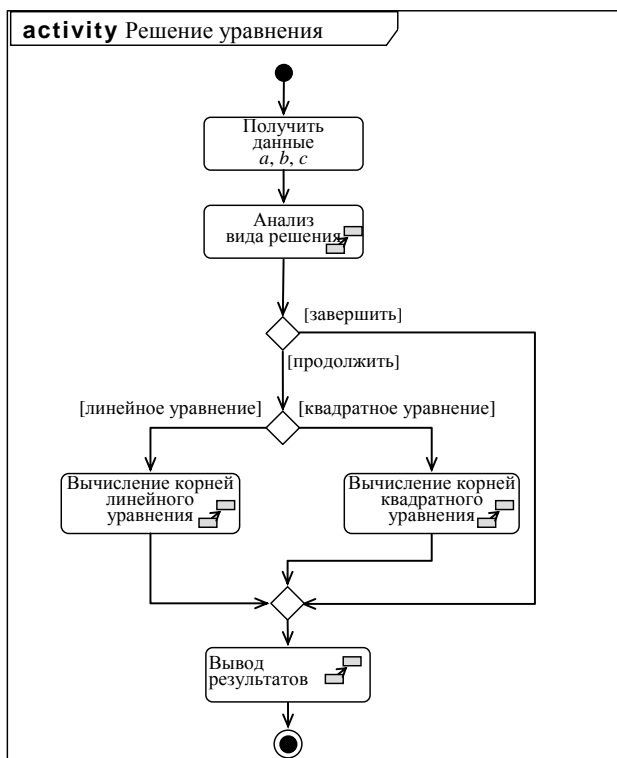 activity Решение уравнения
Получить
данные
a, b, c
Анализ
вида решения
[завершить]
[продолжить]
[линейное уравнение]
[квадратное уравнение]
Вычисление корней
линейного
уравнения
Вычисление корней
квадратного
уравнения
Вывод
результатов